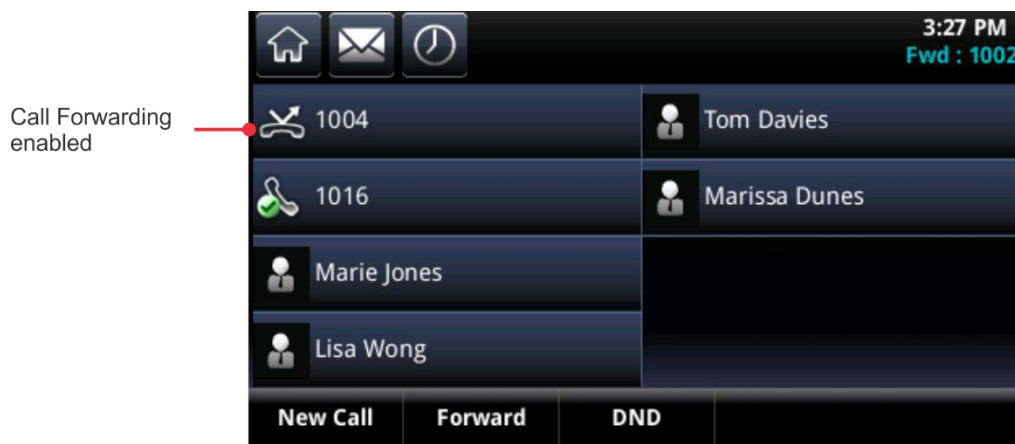 3:27 PM
Fwd : 1002
Call Forwarding
enabled
1004
Tom Davies
1016
Marissa Dunes
Marie Jones
Lisa Wong
New Call
Forward
DND